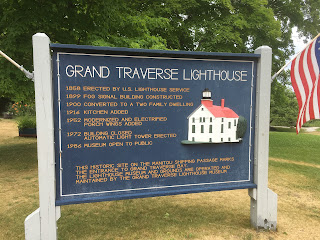 GRAND TRAVERSE LIGHTHOUSE
1858 ERECTED BY U.S. LIGHTHOUSE SERVICE
1899 FOG SIGNAL BUILDING CONSTRUCTED
1900 CONVERTED TO A TWO FAMILY DWELLING
1916 KITCHEN ADDED
1952 MODERNIZED AND ELECTRIFIED
PORCH WINGS ADDED
1972 BUILDING CLOSED
AUTOMATIC LIGHT TOWER ERECTED
1986 MUSEUM OPEN TO PUBLIC
THIS HISTORIC SITE ON THE MANITOU SHIPPING PASSAGE MARKS
THE ENTRANCE TO GRAND TRAVERSE BAY.
THE LIGHTHOUSE MUSEUM AND GROUNDS ARE OPERATED AND
MAINTAINED BY THE GRAND TRAVERSE LIGHTHOUSE MUSEUM.